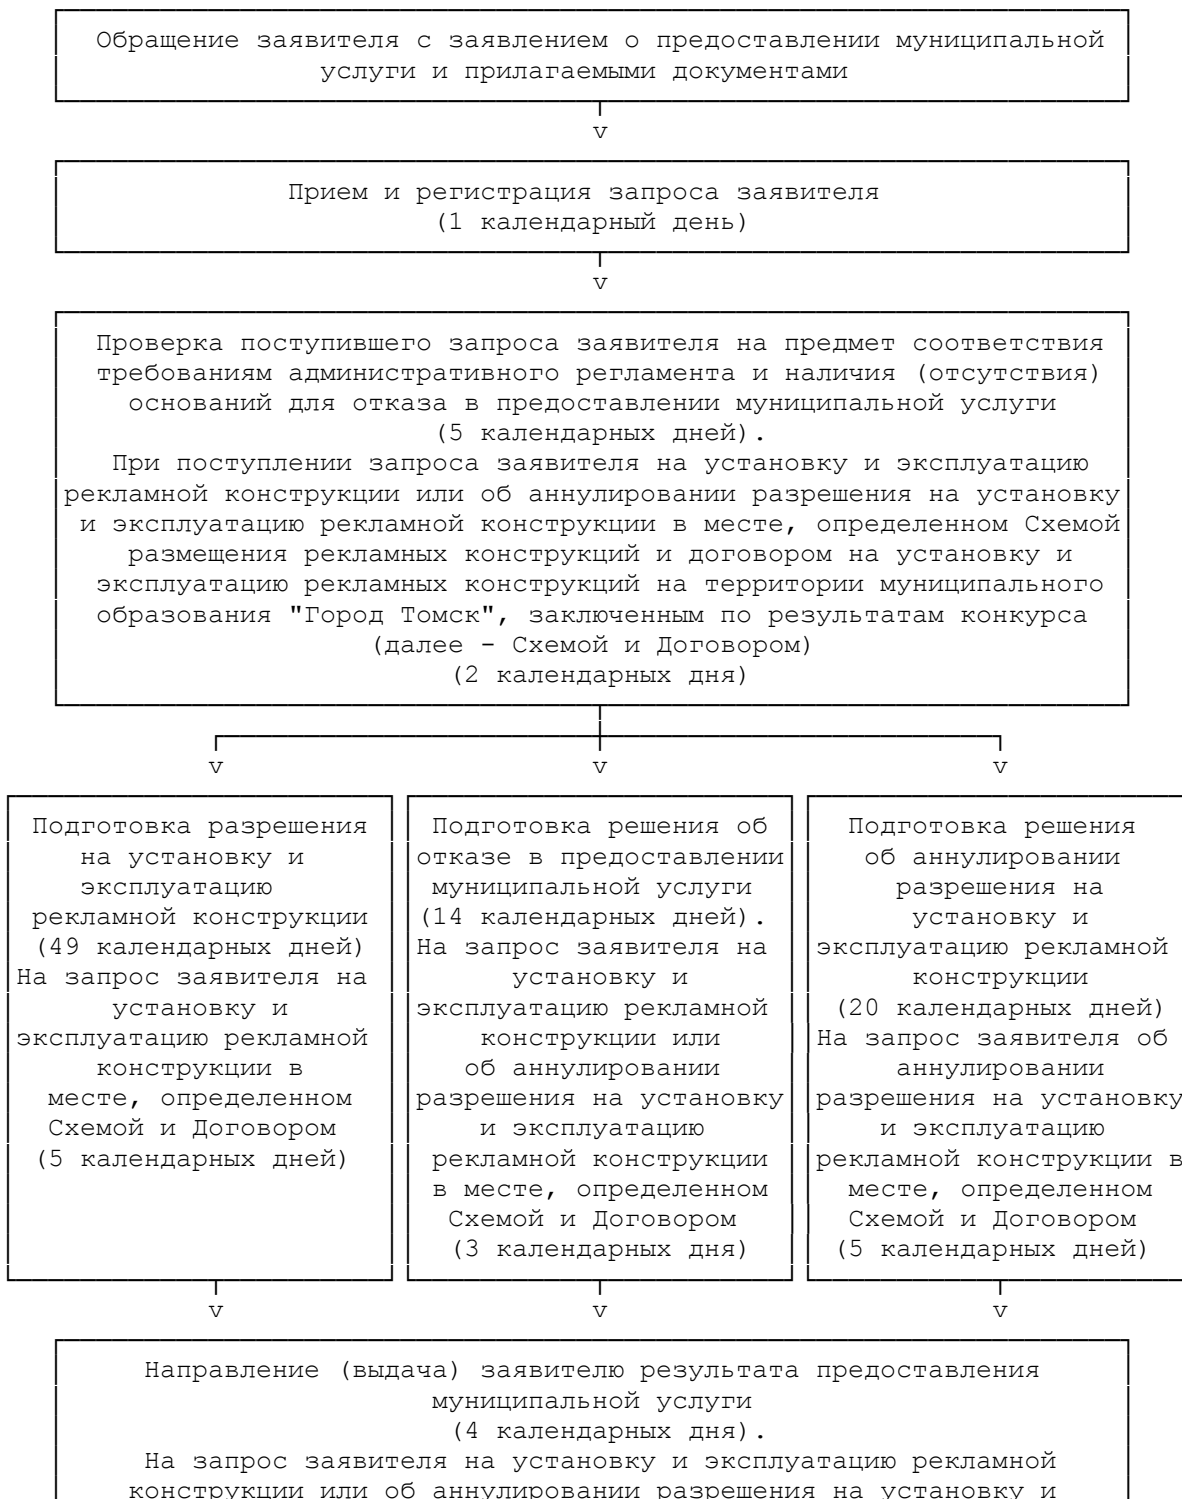 Обращение заявителя с заявлением о предоставлении муниципальной
услуги и прилагаемыми документами
v
Прием и регистрация запроса заявителя
(1 календарный день)
v
Проверка поступившего запроса заявителя на предмет соответствия
требованиям административного регламента и наличия (отсутствия)
оснований для отказа в предоставлении муниципальной услуги
(5 календарных дней).
При поступлении запроса заявителя на установку и эксплуатацию
рекламной конструкции или об аннулировании разрешения на установку
и эксплуатацию рекламной конструкции в месте, определенном Схемой
размещения рекламных конструкций и договором на установку и
эксплуатацию рекламных конструкций на территории муниципального
образования "Город Томск", заключенным по результатам конкурса
(далее - Схемой и Договором)
(2 календарных дня)
v v v
Подготовка разрешения
на установку и
эксплуатацию
рекламной конструкции
(49 календарных дней)
На запрос заявителя на
установку и
эксплуатацию рекламной
конструкции в
месте, определенном
Схемой и Договором
(5 календарных дней)
Подготовка решения об
отказе в предоставлении
муниципальной услуги
(14 календарных дней).
На запрос заявителя на
установку и
эксплуатацию рекламной
конструкции или
об аннулировании
разрешения на установку
и эксплуатацию
рекламной конструкции
в месте, определенном
Схемой и Договором
(3 календарных дня)
Подготовка решения
об аннулировании
разрешения на
установку и
эксплуатацию рекламной
конструкции
(20 календарных дней)
На запрос заявителя об
аннулировании
разрешения на установку
и эксплуатацию
рекламной конструкции в
месте, определенном
Схемой и Договором
(5 календарных дней)
v v v
Направление (выдача) заявителю результата предоставления
муниципальной услуги
(4 календарных дня).
На запрос заявителя на установку и эксплуатацию рекламной
конструкции или об аннулировании разрешения на установку и